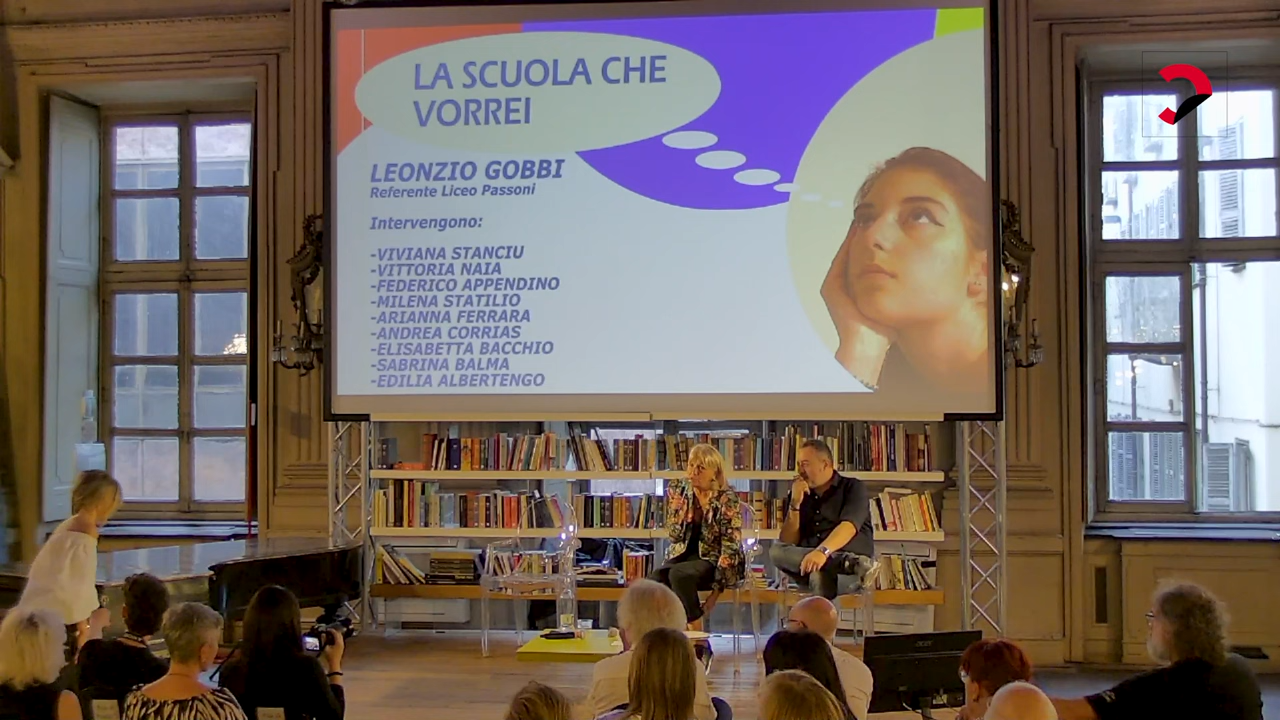 LA SCUOLA CHE
VORREI
LEONZIO GOBBI
Referente Liceo Passoni
Intervengono:
-VIVIANA STANCIU
-VITTORIA NAIA
-FEDERICO APPENDINO
-MILENA STATILIO
-ARIANNA FERRARA
-ANDREA CORRIAS
-ELISABETTA BACCHIO
-SABRINA BALMA
-EDILIA ALBERTENGO
acer